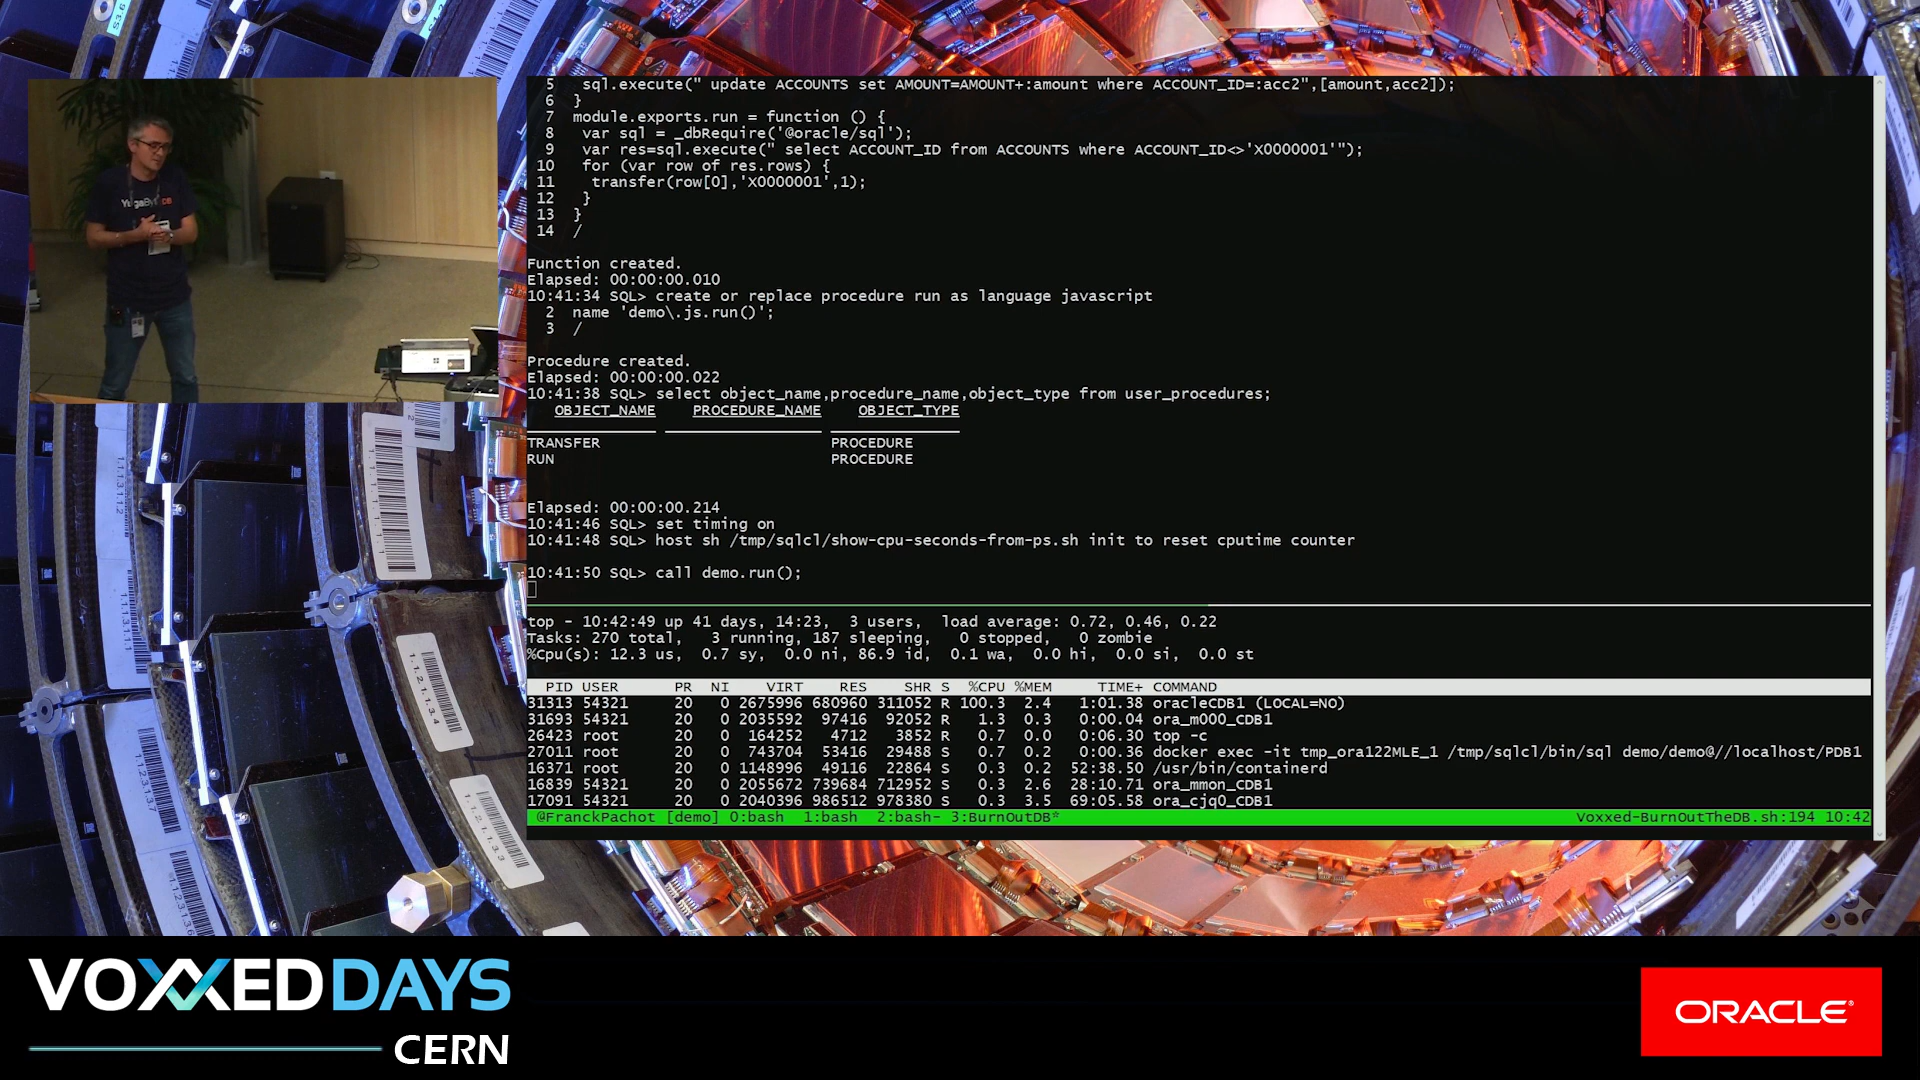 YugaByteDB
5   sql.execute(" update ACCOUNTS set AMOUNT=AMOUNT+:amount where ACCOUNT_ID=:acc2",[amount,acc2]);
6  }
7  module.exports.run = function () {
8   var sql = _dbRequire('@oracle/sql');
9   var res=sql.execute(" select ACCOUNT_ID from ACCOUNTS where ACCOUNT_ID<>'X0000001'");
10   for (var row of res.rows) {
11    transfer(row[0],'X0000001',1);
12   }
13  }
14  /
Function created.
Elapsed: 00:00:00.010
10:41:34 SQL> create or replace procedure run as language javascript
2  name 'demo\.js.run()';
3  /
Procedure created.
Elapsed: 00:00:00.022
10:41:38 SQL> select object_name,procedure_name,object_type from user_procedures;
OBJECT_NAME    PROCEDURE_NAME    OBJECT_TYPE
TRANSFER    PROCEDURE
RUN    PROCEDURE
Elapsed: 00:00:00.214
10:41:46 SQL> set timing on
10:41:48 SQL> host sh /tmp/sqlcl/show-cpu-seconds-from-ps.sh init to reset cputime counter
10:41:50 SQL> call demo.run();
top - 10:42:49 up 41 days, 14:23,  3 users,  load average: 0.72, 0.46, 0.22
Tasks: 270 total,   3 running, 187 sleeping,   0 stopped,   0 zombie
%Cpu(s): 12.3 us,  0.7 sy,  0.0 ni, 86.9 id,  0.1 wa,  0.0 hi,  0.0 si,  0.0 st
PID USER      PR  NI    VIRT    RES    SHR S  %CPU %MEM     TIME+ COMMAND
31313 54321     20   0 2675996 680960 311052 R 100.3  2.4   1:01.38 oracleCDB1 (LOCAL=NO)
31693 54321     20   0 2035592  97416  92052 R   1.3  0.3   0:00.04 ora_m000_CDB1
26423 root      20   0  164252   4712   3852 R   0.7  0.0   0:06.30 top -c
27011 root      20   0  743704  53416  29488 S   0.7  0.2   0:00.36 docker exec -it tmp_ora122MLE_1 /tmp/sqlcl/bin/sql demo/demo@//localhost/PDB1
16371 root      20   0 1148996  49116  22864 S   0.3  0.2  52:38.50 /usr/bin/containerd
16839 54321     20   0 2055672 739684 712952 S   0.3  2.6  28:10.71 ora_mmon_CDB1
17091 54321     20   0 2040396 986512 978380 S   0.3  3.5  69:05.58 ora_cjq0_CDB1
@FranckPachot [demo] 0:bash  1:bash  2:bash- 3:BurnOutDB*    Voxxed-BurnOutTheDB.sh:194 10:42
VOXXEDDAYS
CERN
ORACLE®